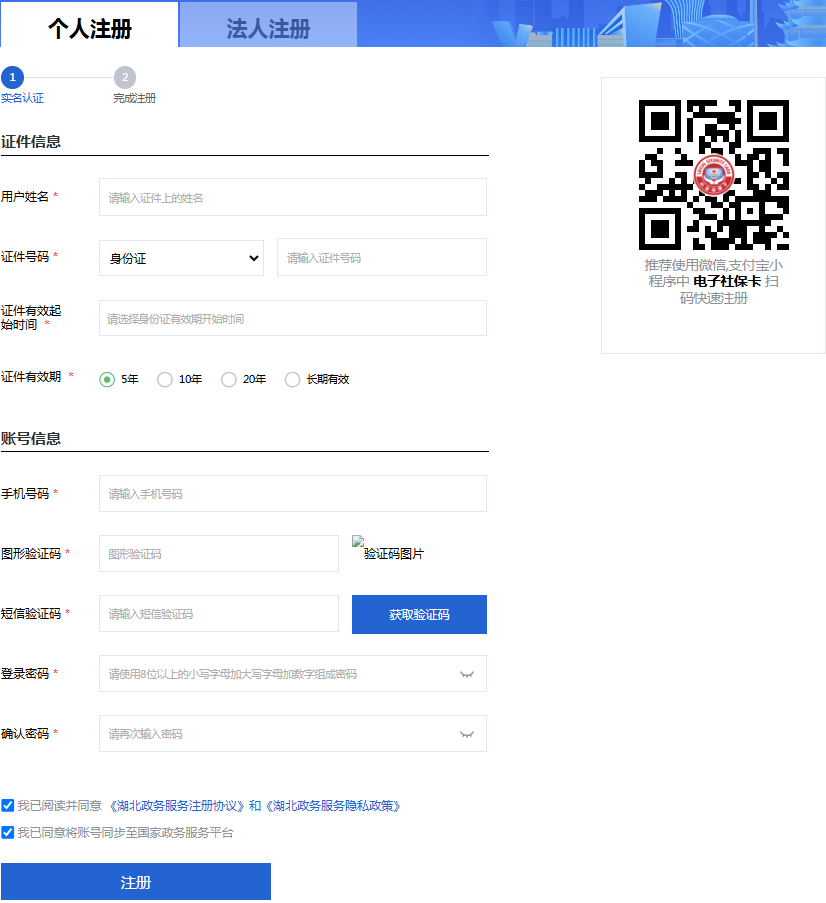 个人注册
法人注册
1
2
实名认证
完成注册
证件信息
用户姓名 *
请输入证件上的姓名
证件号码 *
身份证
请输入证件号码
证件有效起
始时间 *
请选择身份证有效期开始时间
证件有效期 *
5年
10年
20年
长期有效
账号信息
手机号码 *
请输入手机号码
图形验证码 *
图形验证码
验证码图片
短信验证码 *
请输入短信验证码
获取验证码
登录密码 *
请使用8位以上的小写字母加大写字母加数字组成密码
确认密码 *
请再次输入密码
我已阅读并同意 《湖北政务服务注册协议》和《湖北政务服务隐私政策》
我已同意将账号同步至国家政务服务平台
注册
推荐使用微信,支付宝小
程序中 电子社保卡 扫
码快速注册